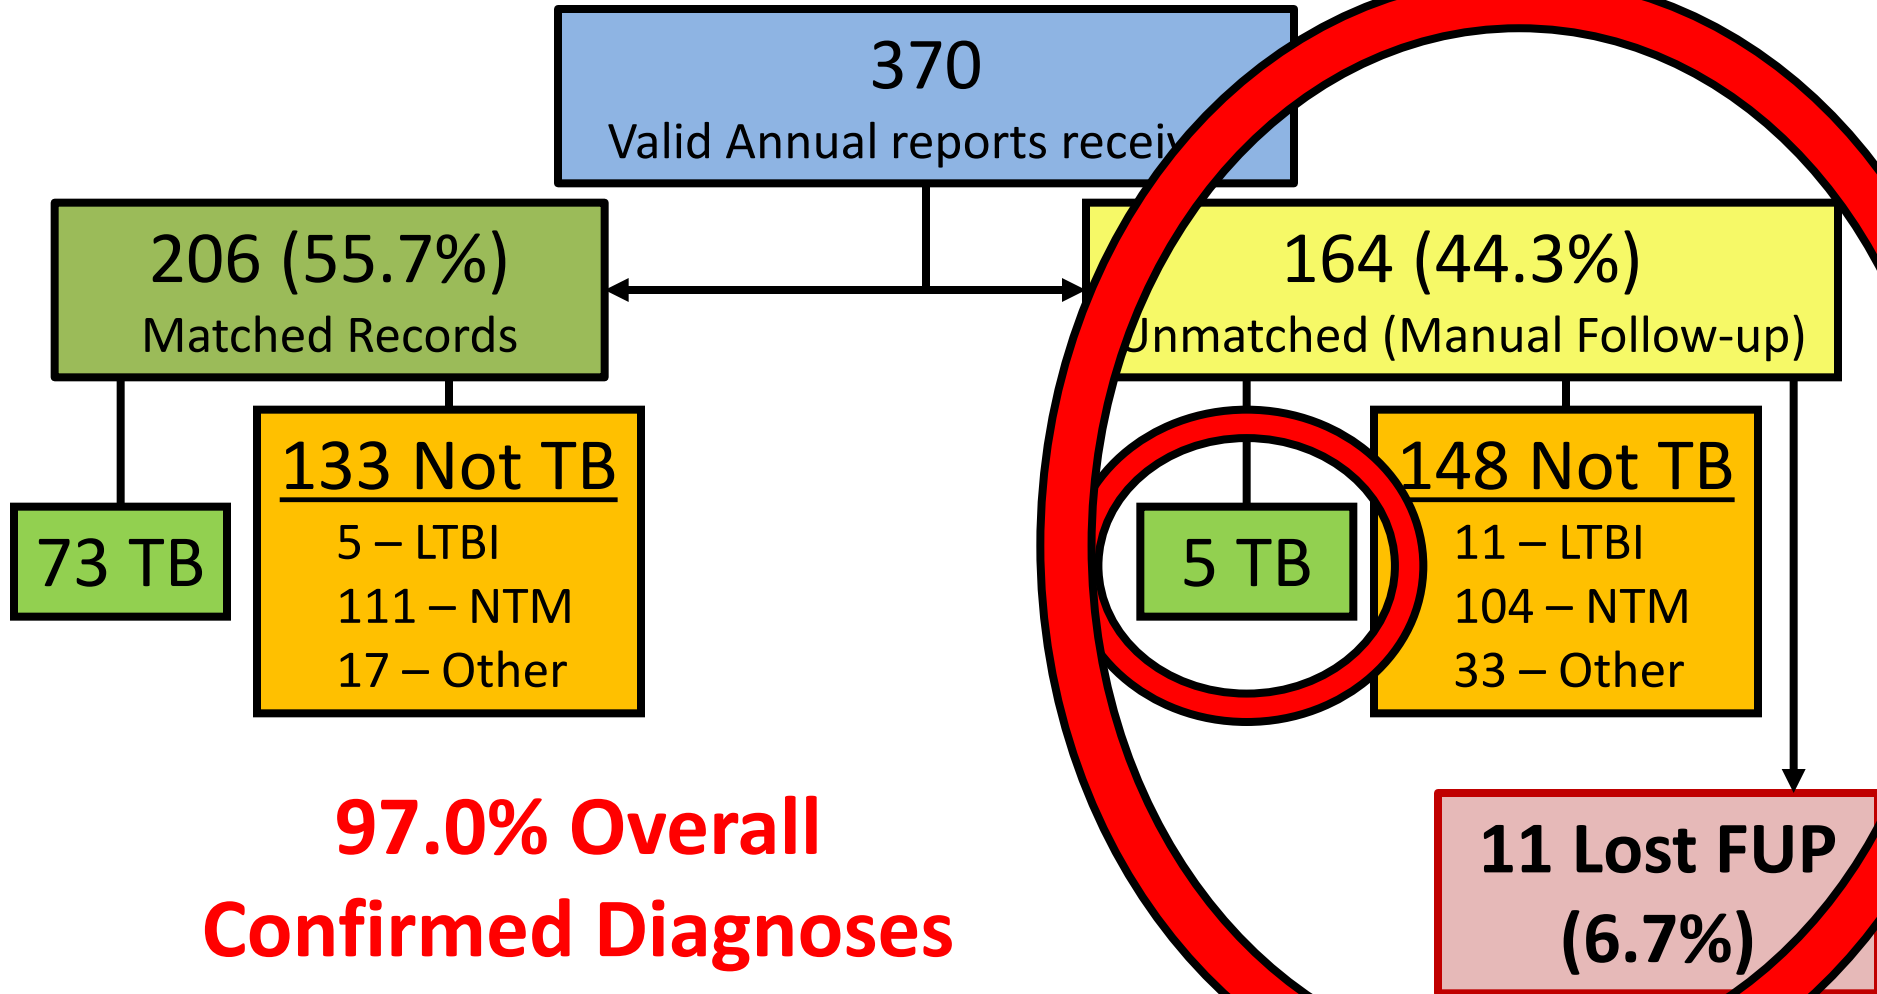 370
Valid Annual reports
206 (55.7%)
Matched Records
164 (44.3%)
Unmatched (Manual Follow-up)
133 Not TB
5 – LTBI
111 – NTM
17 – Other
73 TB
5 TB
148 Not TB
11 – LTBI
104 – NTM
33 – Other
97.0% Overall
Confirmed Diagnoses
11 Lost FUP
(6.7%)